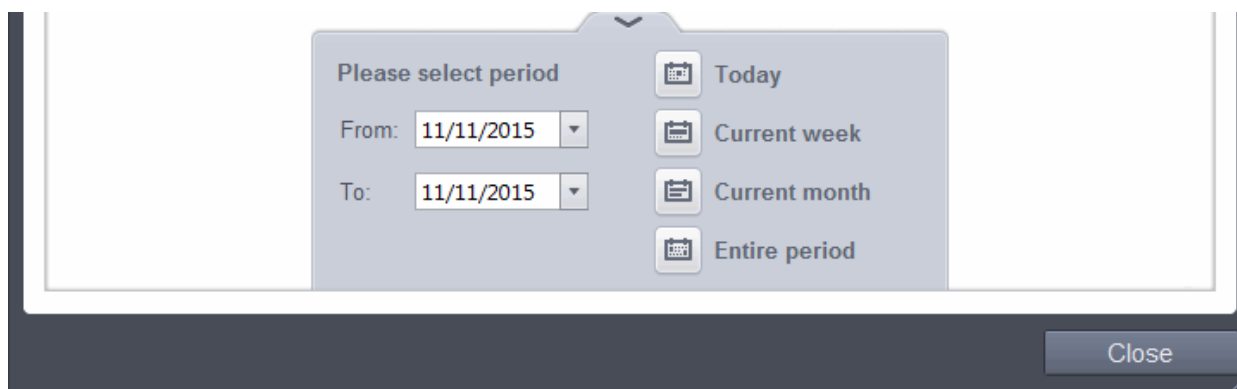 Please select period
From: 11/11/2015
To: 11/11/2015
Today
Current week
Current month
Entire period
Close